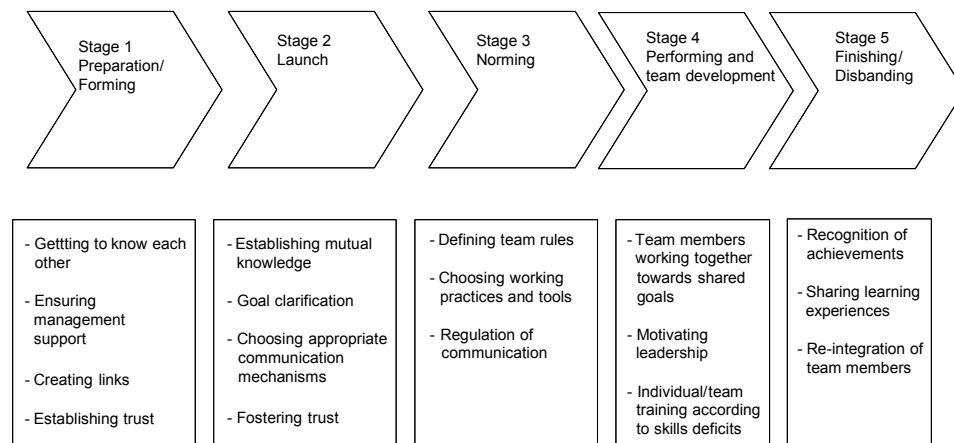 Stage 1
Preparation/
Forming
Stage 2
Launch
Stage 3
Norming
Stage 4
Performing and
team development
Stage 5
Finishing/
Disbanding
- Gettting to know each
other
- Ensuring
management
support
- Creating links
- Establishing trust
- Establishing mutual
knowledge
- Goal clarification
- Choosing appropriate
communication
mechanisms
- Fostering trust
- Defining team rules
- Choosing working
practices and tools
- Regulation of
communication
- Team members
working together
towards shared
goals
- Motivating
leadership
- Individual/team
training according
to skills deficits
- Recognition of
achievements
- Sharing learning
experiences
- Re-integration of
team members